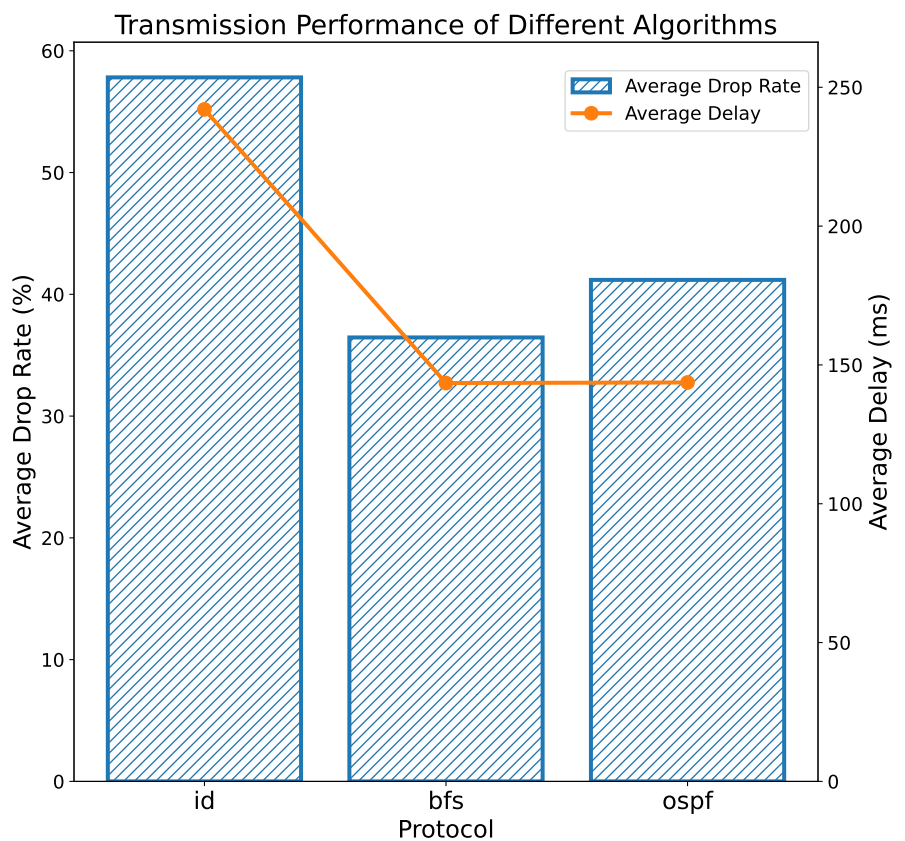 Transmission Performance of Different Algorithms
60
50
40
30
20
10
0
Average Drop Rate (%)
Average Drop Rate
Average Delay
250
200
150
100
50
0
Average Delay (ms)
id bfs ospf
Protocol